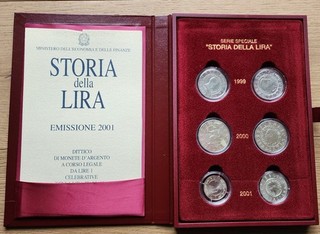 MINISTERO DELL'ECONOMIA E DELLE FINANZE
STORIA
della
LIRA
EMISSIONE 2001
DITTICO
DI MONETE D'ARGENTO
A CORSO LEGALE
DA LIRE 1
CELEBRATIVE
SERIE SPECIALE
"STORIA DELLA LIRA"
1999
2000
2001